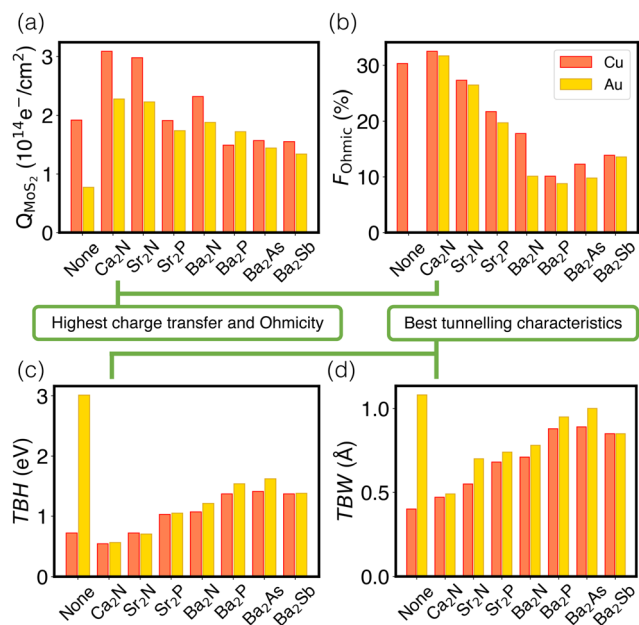 (a)
(b)
Q_MoS₂ (10¹⁴e⁻/cm²)
3
2
1
0
None
Ca₂N
Sr₂N
Sr₂P
Ba₂N
Ba₂P
Ba₂As
Ba₂Sb
F_Ohmic (%)
30
20
10
0
Cu
Au
None
Ca₂N
Sr₂N
Sr₂P
Ba₂N
Ba₂P
Ba₂As
Ba₂Sb
Highest charge transfer and Ohmicity
Best tunnelling characteristics
(c)
(d)
TBH (eV)
3
2
1
0
None
Ca₂N
Sr₂N
Sr₂P
Ba₂N
Ba₂P
Ba₂As
Ba₂Sb
TBW (Å)
1.0
0.5
0.0
None
Ca₂N
Sr₂N
Sr₂P
Ba₂N
Ba₂P
Ba₂As
Ba₂Sb